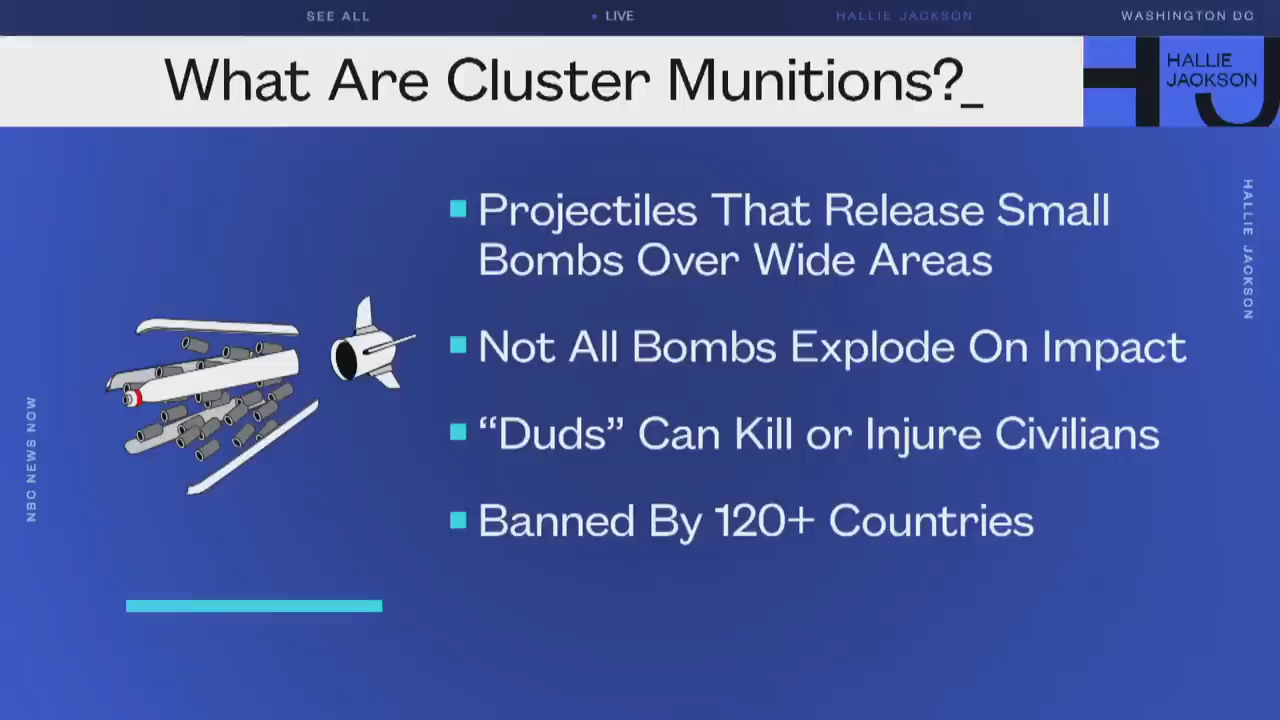 SEE ALL
• LIVE
HALLIE JACKSON
WASHINGTON DC
What Are Cluster Munitions?_
HALLIE
JACKSON
HJ
Projectiles That Release Small
Bombs Over Wide Areas
Not All Bombs Explode On Impact
“Duds” Can Kill or Injure Civilians
Banned By 120+ Countries
HALLIE JACKSON
NBC NEWS NOW